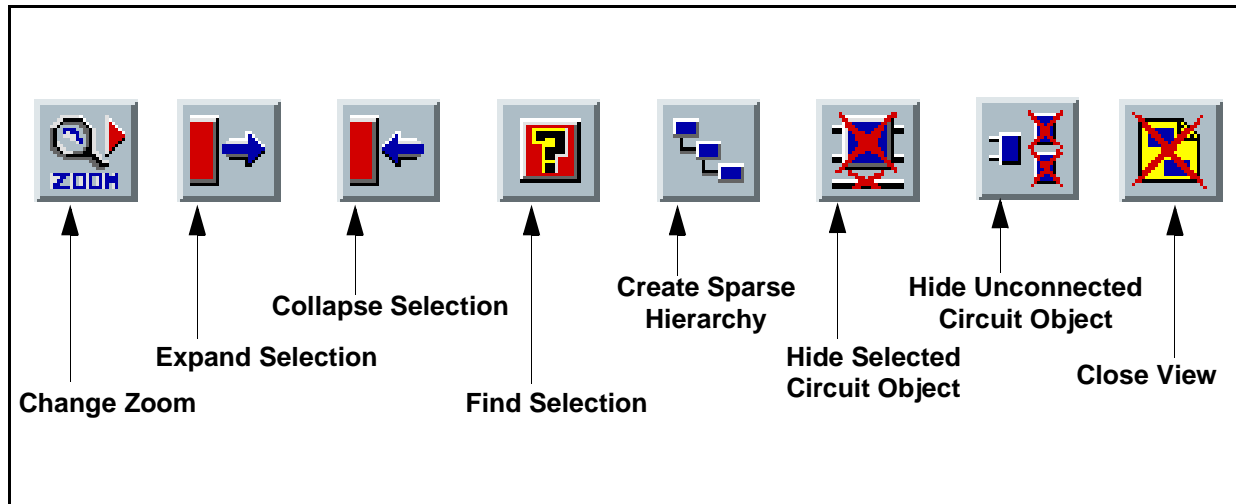 ZOOM
?
Change Zoom
Expand Selection
Collapse Selection
Find Selection
Create Sparse
Hierarchy
Hide Selected
Circuit Object
Hide Unconnected
Circuit Object
Close View